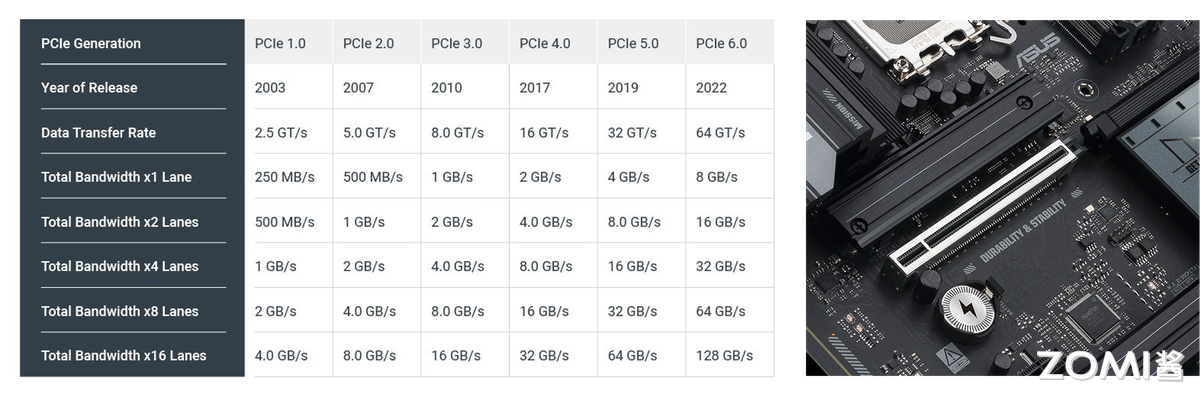 PCIe Generation PCIe 1.0 PCIe 2.0 PCIe 3.0 PCIe 4.0 PCIe 5.0 PCIe 6.0
Year of Release 2003 2007 2010 2017 2019 2022
Data Transfer Rate 2.5 GT/s 5.0 GT/s 8.0 GT/s 16 GT/s 32 GT/s 64 GT/s
Total Bandwidth x1 Lane 250 MB/s 500 MB/s 1 GB/s 2 GB/s 4 GB/s 8 GB/s
Total Bandwidth x2 Lanes 500 MB/s 1 GB/s 2 GB/s 4.0 GB/s 8.0 GB/s 16 GB/s
Total Bandwidth x4 Lanes 1 GB/s 2 GB/s 4.0 GB/s 8.0 GB/s 16 GB/s 32 GB/s
Total Bandwidth x8 Lanes 2 GB/s 4.0 GB/s 8.0 GB/s 16 GB/s 32 GB/s 64 GB/s
Total Bandwidth x16 Lanes 4.0 GB/s 8.0 GB/s 16 GB/s 32 GB/s 64 GB/s 128 GB/s
ASUS
MISSION
DURABILITY & STABILITY
ZOMI酱